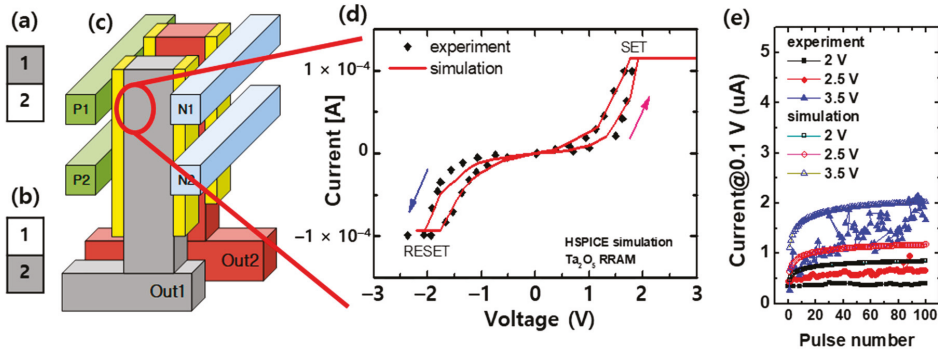 (a)
1
2
(b)
1
2
(c)
P1
P2
N1
N2
Out2
Out1
(d)
experiment
simulation
SET
RESET
HSPICE simulation
Ta2O5 RRAM
1 × 10⁻⁴
0
−1 × 10⁻⁴
Current [A]
−3 −2 −1 0 1 2 3
Voltage (V)
(e)
experiment
2 V
2.5 V
3.5 V
simulation
2 V
2.5 V
3.5 V
5
4
3
2
1
0
Current@0.1 V (uA)
0 20 40 60 80 100
Pulse number